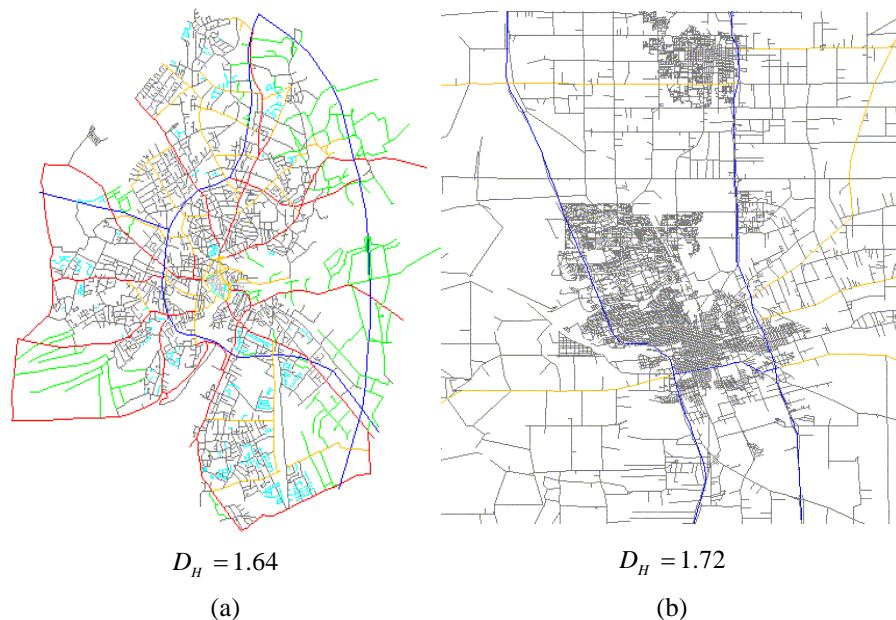 D_H = 1.64
D_H = 1.72
(a)
(b)